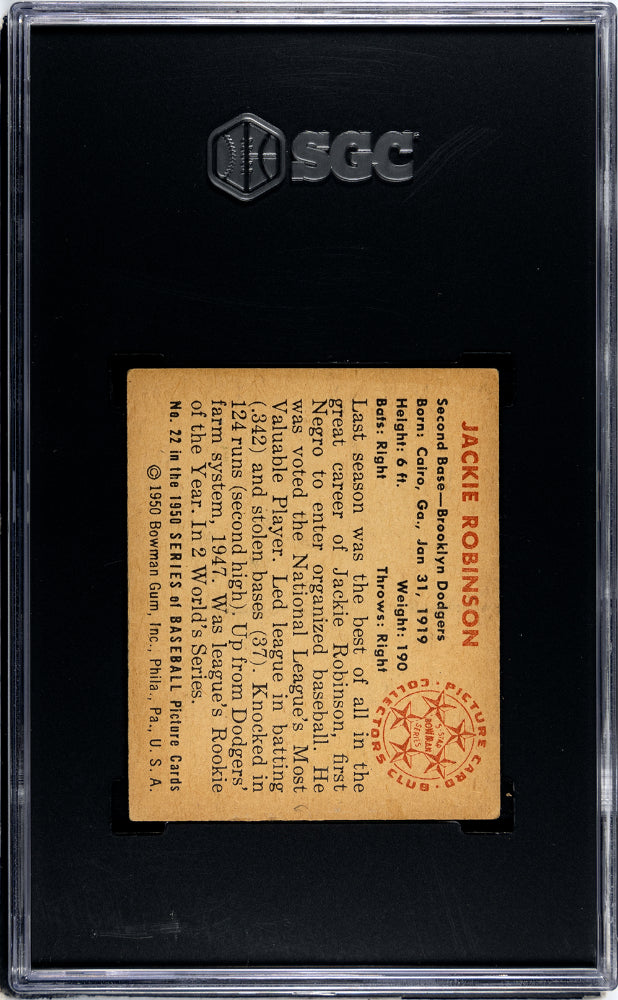 SGC
JACKIE ROBINSON
Second Base—Brooklyn Dodgers
Born: Cairo, Ga., Jan 31, 1919
Height: 6 ft. Weight: 190
Bats: Right Throws: Right
PICTURE CARD
COLLECTORS CLUB
5-STAR
BOWMAN
SERIES
Last season was the best of all in the
great career of Jackie Robinson, first
Negro to enter organized baseball. He
was voted the National League's Most
Valuable Player. Led league in batting
(.342) and stolen bases (37). Knocked in
124 runs (second high). Up from Dodgers'
farm system, 1947. Was league's Rookie
of the Year. In 2 World's Series.
No. 22 in the 1950 SERIES of BASEBALL Picture Cards
© 1950 Bowman Gum, Inc., Phila., Pa., U. S. A.